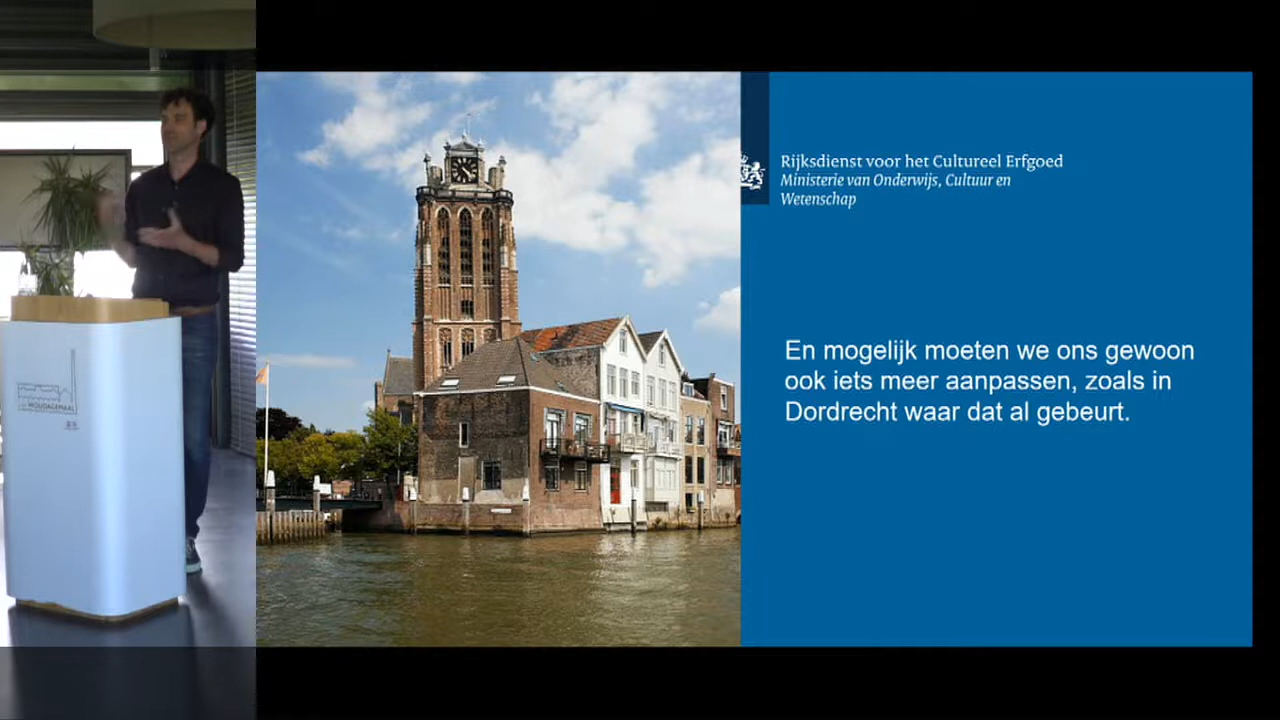 WOUDAGEMAAL
Rijksdienst voor het Cultureel Erfgoed
Ministerie van Onderwijs, Cultuur en
Wetenschap
En mogelijk moeten we ons gewoon
ook iets meer aanpassen, zoals in
Dordrecht waar dat al gebeurt.